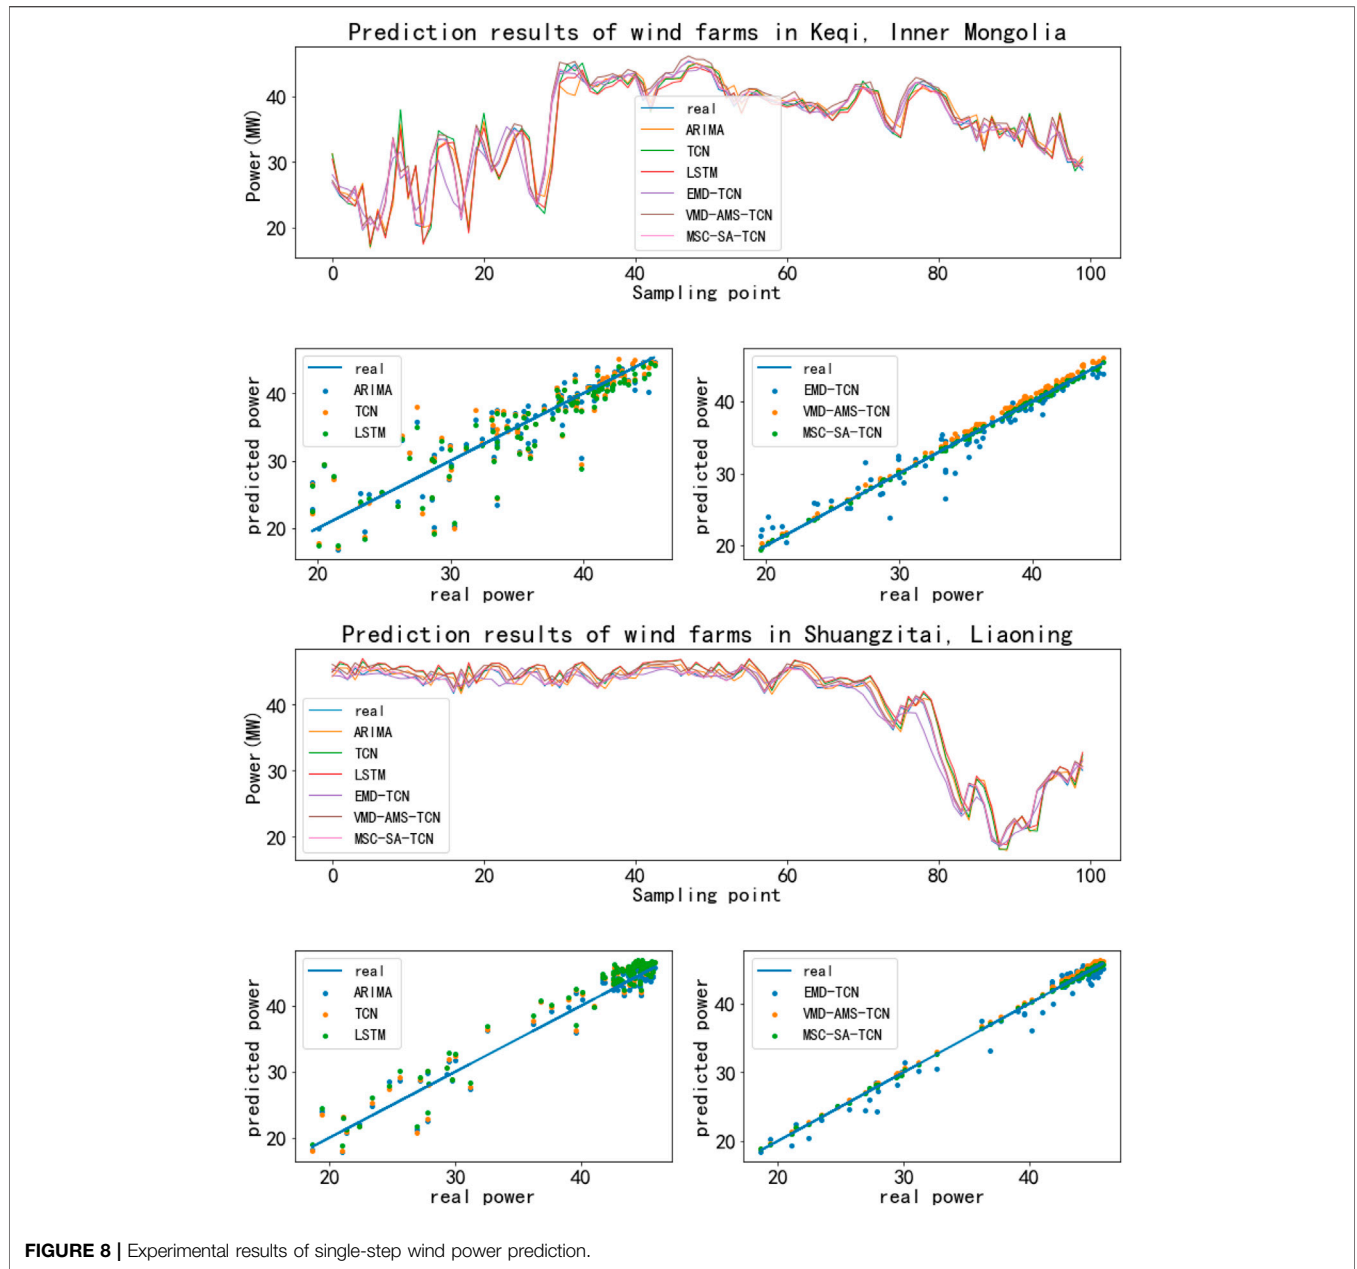 Prediction results of wind farms in Keqi, Inner Mongolia
Power(MW)
40
30
20
real
ARIMA
TCN
LSTM
EMD-TCN
VMD-AMS-TCN
MSC-SA-TCN
0 20 40 60 80 100
Sampling point
predicted power
40
30
20
real
ARIMA
TCN
LSTM
20 30 40
real power
predicted power
40
30
20
real
EMD-TCN
VMD-AMS-TCN
MSC-SA-TCN
20 30 40
real power
Prediction results of wind farms in Shuangzitai, Liaoning
Power(MW)
40
30
20
real
ARIMA
TCN
LSTM
EMD-TCN
VMD-AMS-TCN
MSC-SA-TCN
0 20 40 60 80 100
Sampling point
predicted power
40
30
20
real
ARIMA
TCN
LSTM
20 30 40
real power
predicted power
40
30
20
real
EMD-TCN
VMD-AMS-TCN
MSC-SA-TCN
20 30 40
real power
FIGURE 8 | Experimental results of single-step wind power prediction.